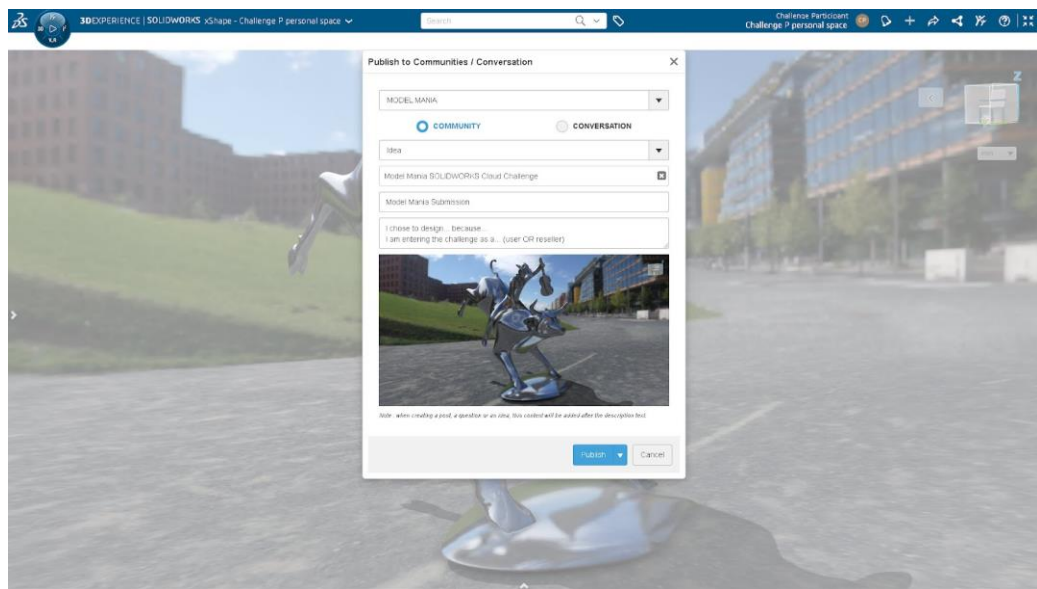 3DEXPERIENCE | SOLIDWORKS xShape - Challenge P personal space
Search
Challenge Participant
Challenge P personal space
CP
Publish to Communities / Conversation
MODEL MANIA
COMMUNITY
CONVERSATION
Idea
Model Mania SOLIDWORKS Cloud Challenge
Model Mania Submission
I chose to design... because...
I am entering the challenge as a... (user OR reseller)
Note : when creating a post, a question or an idea, this content will be added after the description text.
Publish
Cancel
Z